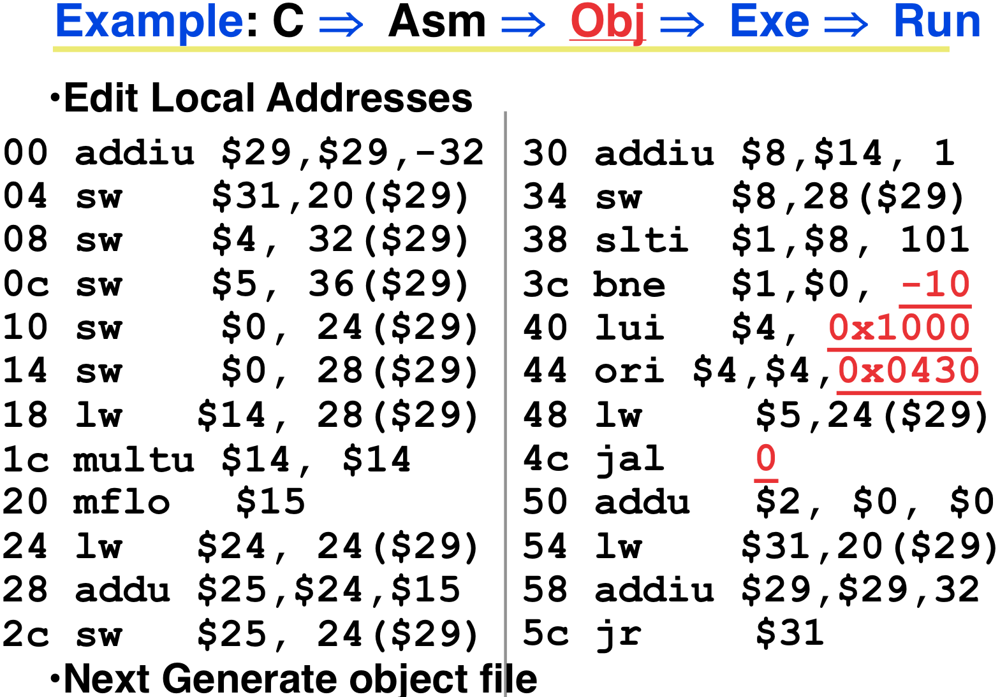 Example: C ⇒ Asm ⇒ Obj ⇒ Exe ⇒ Run
•Edit Local Addresses
00 addiu $29,$29,-32
04 sw $31,20($29)
08 sw $4, 32($29)
0c sw $5, 36($29)
10 sw $0, 24($29)
14 sw $0, 28($29)
18 lw $14, 28($29)
1c multu $14, $14
20 mflo $15
24 lw $24, 24($29)
28 addu $25,$24,$15
2c sw $25, 24($29)
30 addiu $8,$14, 1
34 sw $8,28($29)
38 slti $1,$8, 101
3c bne $1,$0, -10
40 lui $4, 0x1000
44 ori $4,$4,0x0430
48 lw $5,24($29)
4c jal 0
50 addu $2, $0, $0
54 lw $31,20($29)
58 addiu $29,$29,32
5c jr $31
•Next Generate object file